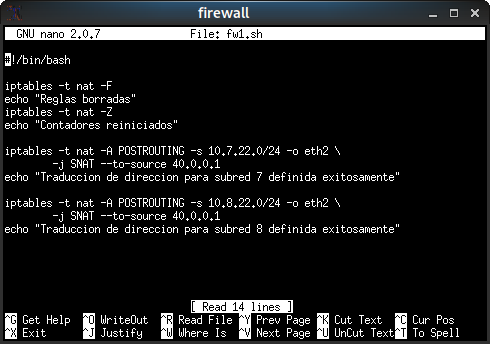 firewall
GNU nano 2.0.7 File: fw1.sh
#!/bin/bash
iptables -t nat -F
echo "Reglas borradas"
iptables -t nat -Z
echo "Contadores reiniciados"
iptables -t nat -A POSTROUTING -s 10.7.22.0/24 -o eth2 \
-j SNAT --to-source 40.0.0.1
echo "Traduccion de direccion para subred 7 definida exitosamente"
iptables -t nat -A POSTROUTING -s 10.8.22.0/24 -o eth2 \
-j SNAT --to-source 40.0.0.1
echo "Traduccion de direccion para subred 8 definida exitosamente"
[ Read 14 lines ]
^G Get Help ^O WriteOut ^R Read File ^Y Prev Page ^K Cut Text ^C Cur Pos
^X Exit ^J Justify ^W Where Is ^V Next Page ^U UnCut Text ^T To Spell